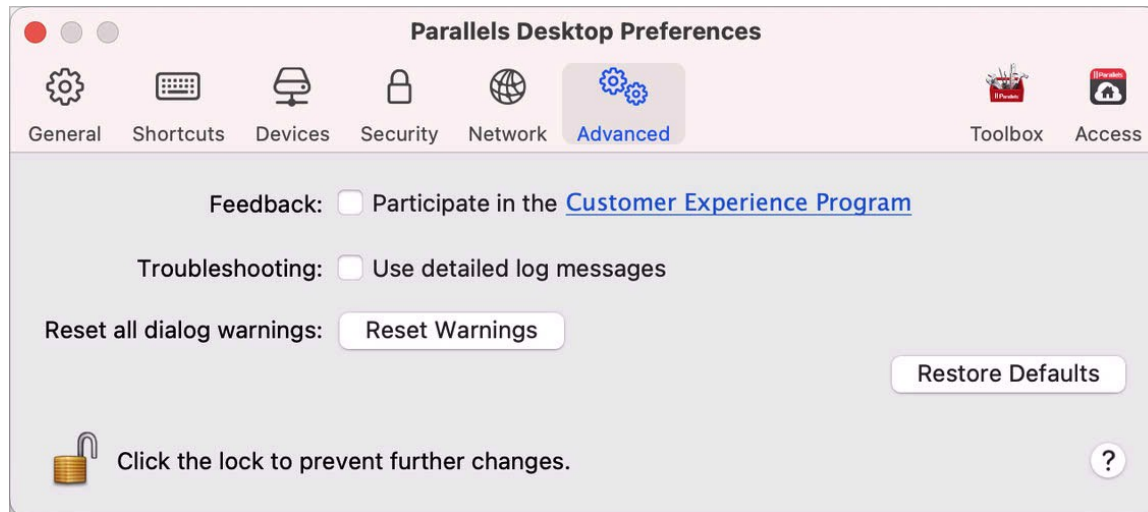 Parallels Desktop Preferences
General Shortcuts Devices Security Network Advanced Toolbox Access
Feedback: Participate in the Customer Experience Program
Troubleshooting: Use detailed log messages
Reset all dialog warnings: Reset Warnings
Restore Defaults
Click the lock to prevent further changes. ?